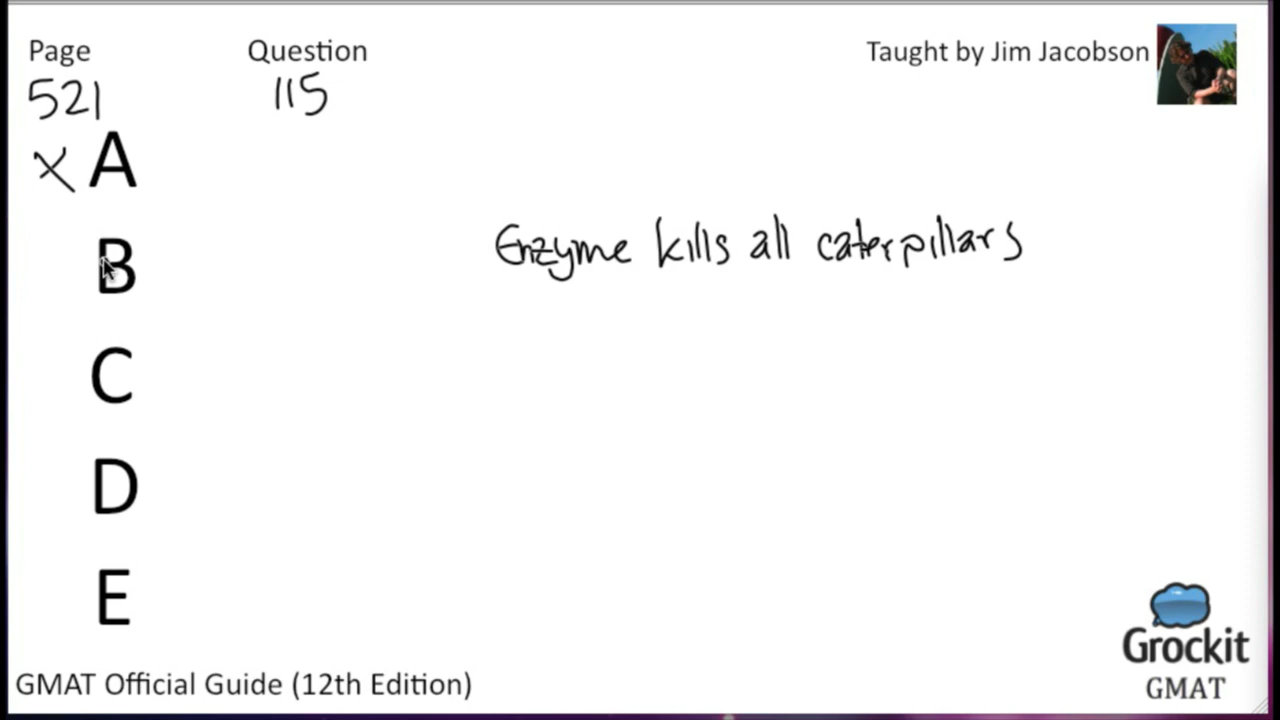 Page Question Taught by Jim Jacobson
521 115
x A
Enzyme kills all caterpillars
B
C
D
E
Grockit
GMAT
GMAT Official Guide (12th Edition)